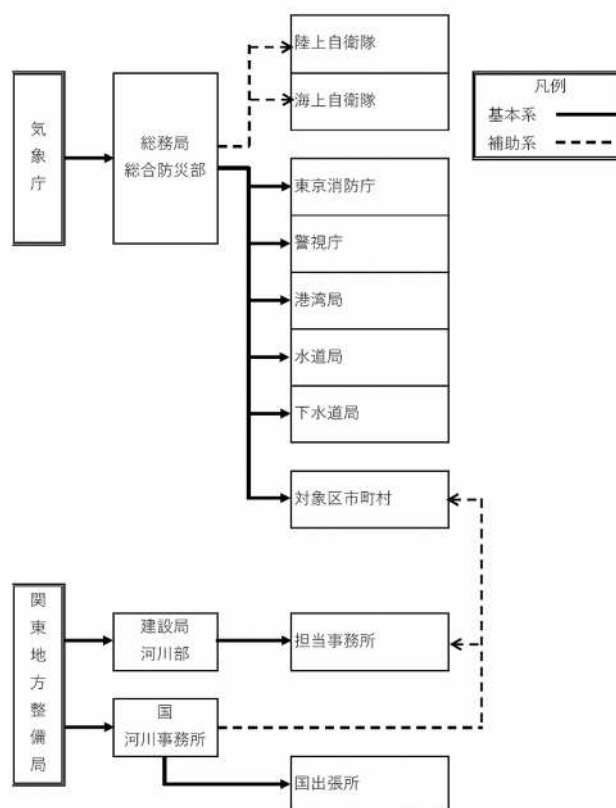 陸上自衛隊
海上自衛隊
凡例
基本系
補助系
気象庁
総務局
総合防災部
東京消防庁
警視庁
港湾局
水道局
下水道局
対象区市町村
関東地方整備局
建設局
河川部
担当事務所
国
河川事務所
国出張所